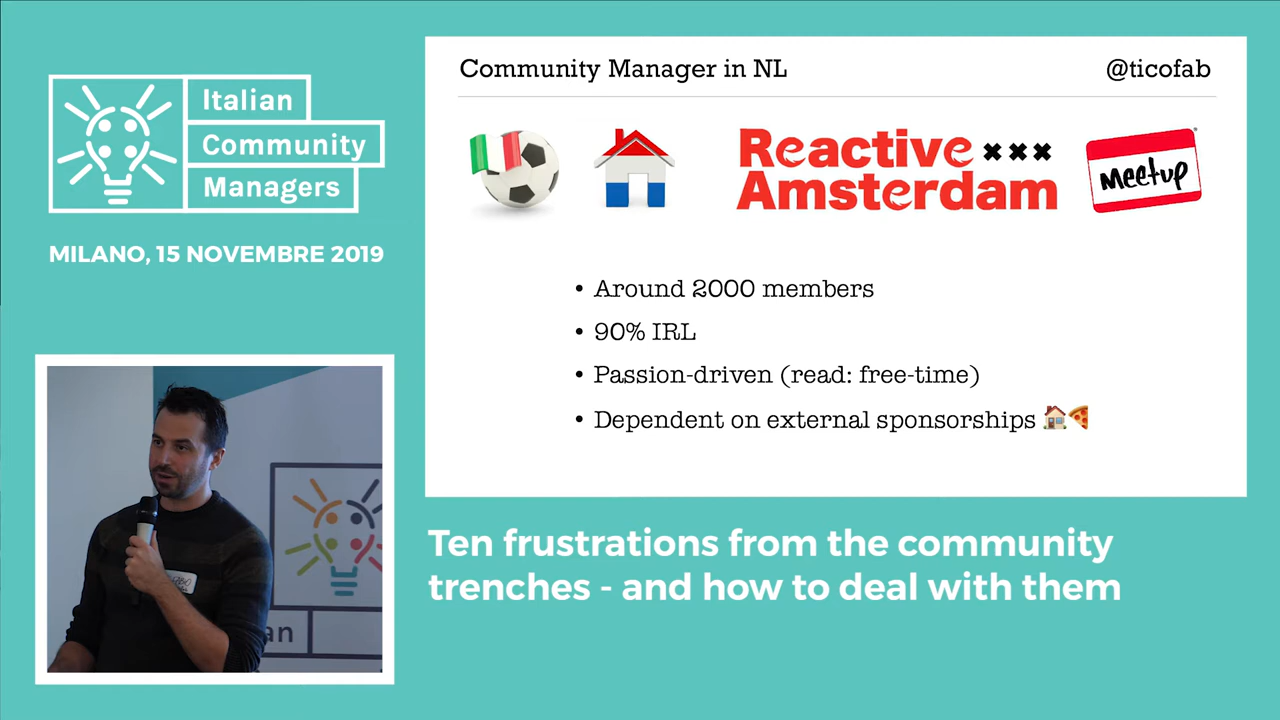 Italian
Community
Managers
MILANO, 15 NOVEMBRE 2019
Community Manager in NL
@ticofab
Reactive
Amsterdam
meetup
• Around 2000 members
• 90% IRL
• Passion-driven (read: free-time)
• Dependent on external sponsorships
an
Ten frustrations from the community
trenches - and how to deal with them